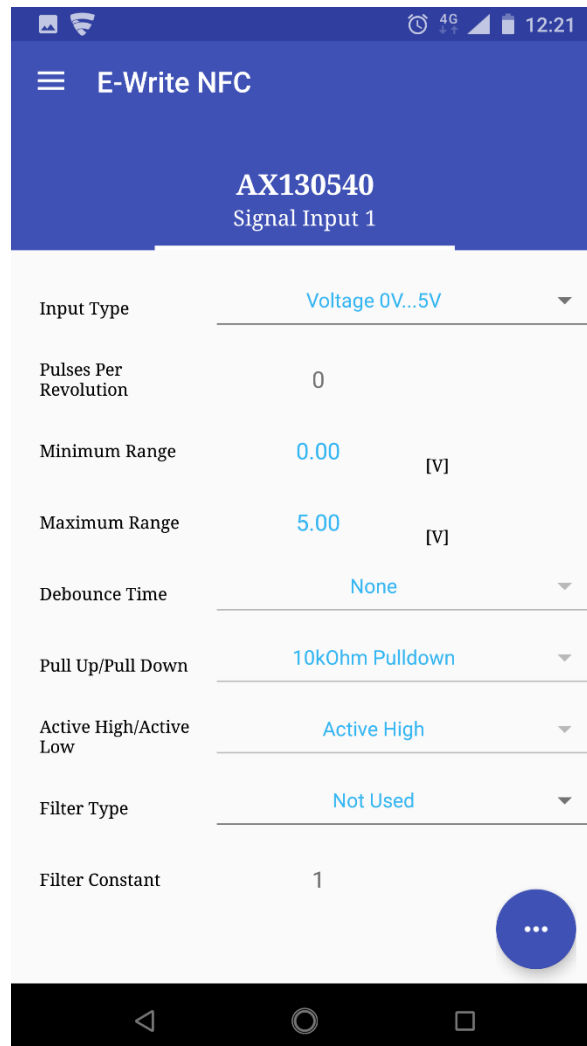 4G 12:21
E-Write NFC
AX130540
Signal Input 1
Input Type Voltage 0V...5V
Pulses Per
Revolution 0
Minimum Range 0.00 [V]
Maximum Range 5.00 [V]
Debounce Time None
Pull Up/Pull Down 10kOhm Pulldown
Active High/Active
Low Active High
Filter Type Not Used
Filter Constant 1